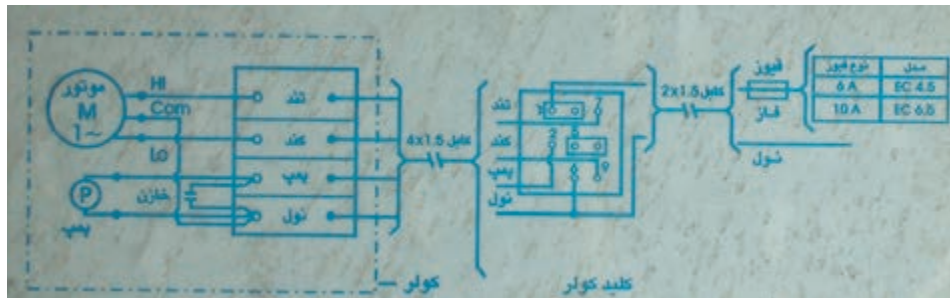 موتور
M
1~
HI
Com
Lo
P
پمپ
خازن
تند
کند
پمپ
نول
کولر
کابل 4x1.5
تند
کند
پمپ
نول
1
2
کلید کولر
کابل 2x1.5
فیوز
فاز
نول
نوع فیوز مدل
6 A EC 4.5
10 A EC 6.5